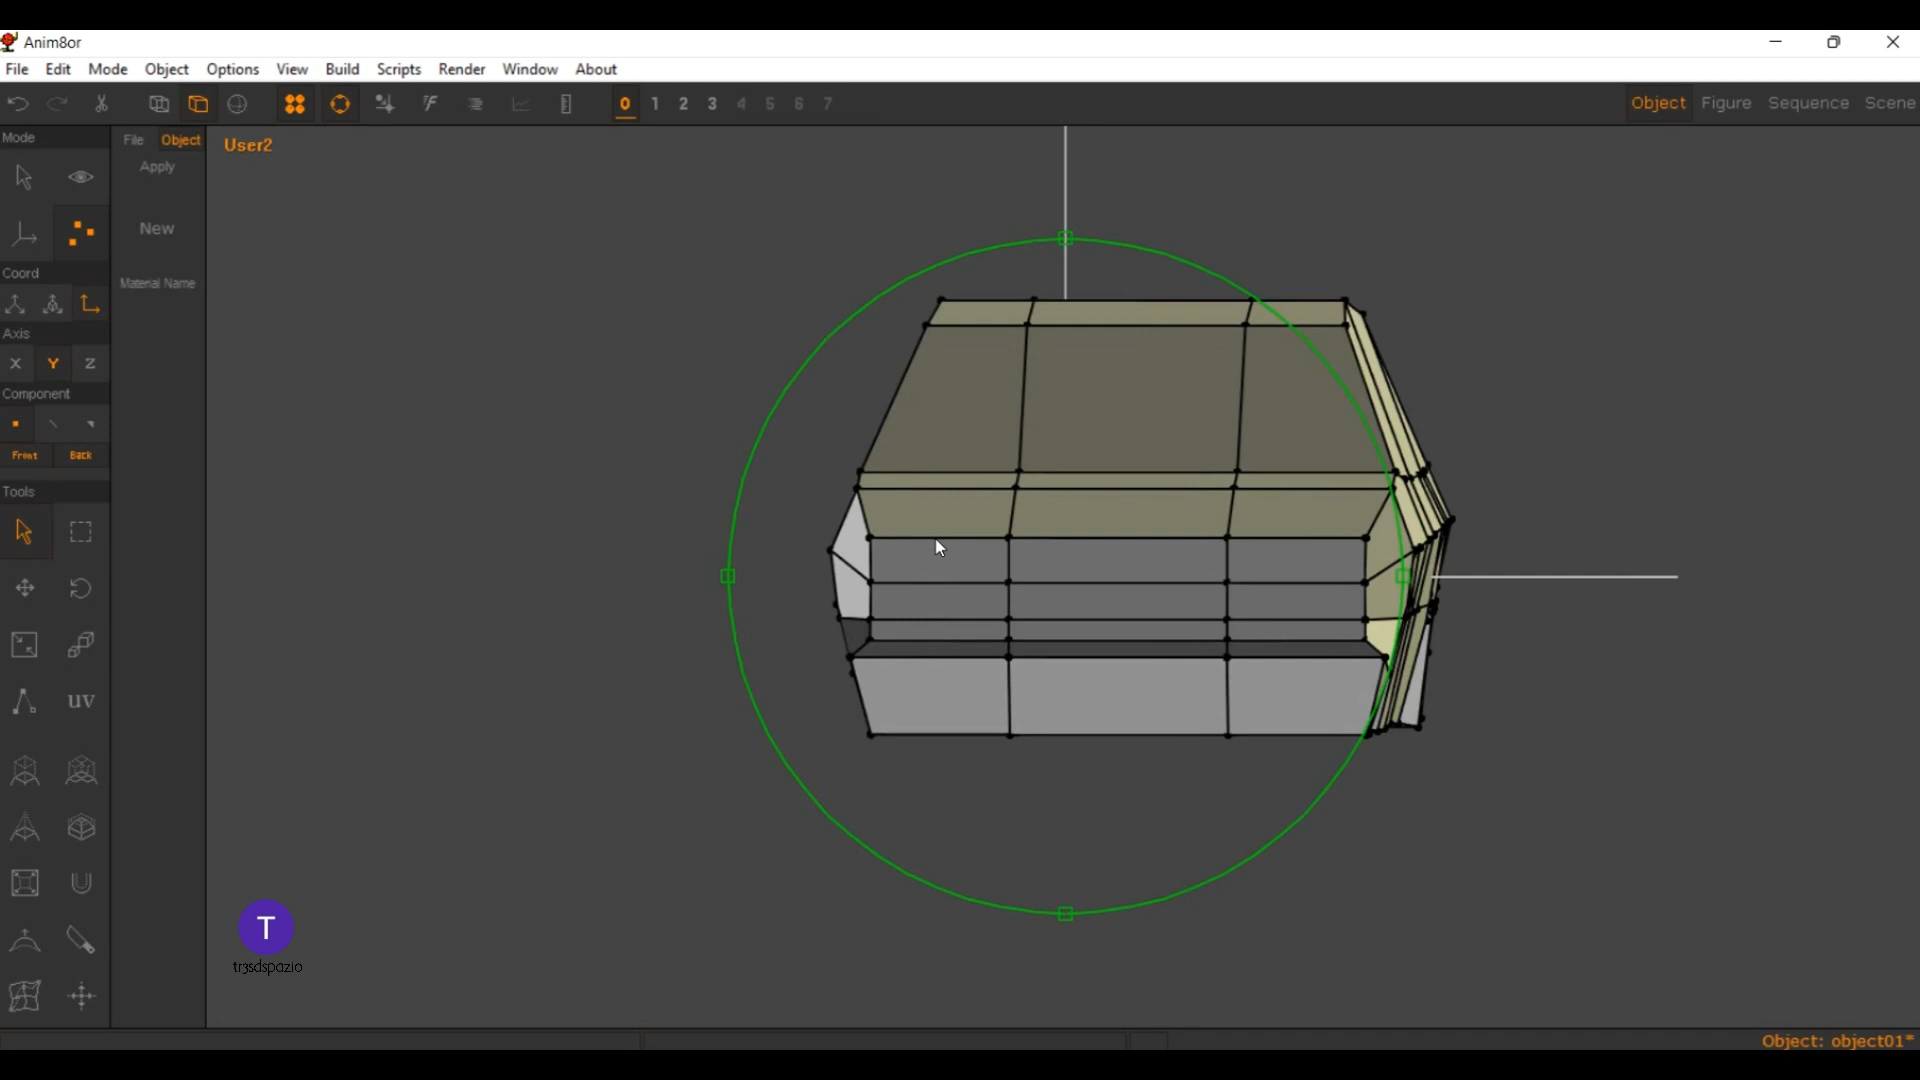 Anim8or
File Edit Mode Object Options View Build Scripts Render Window About
0 1 2 3 4 5 6 7
Object Figure Sequence Scene
Mode
File Object
User2
Apply
New
Coord
Material Name
Axis
X Y Z
Component
Front Back
Tools
UV
T
tr3sdspazio
Object: object01*